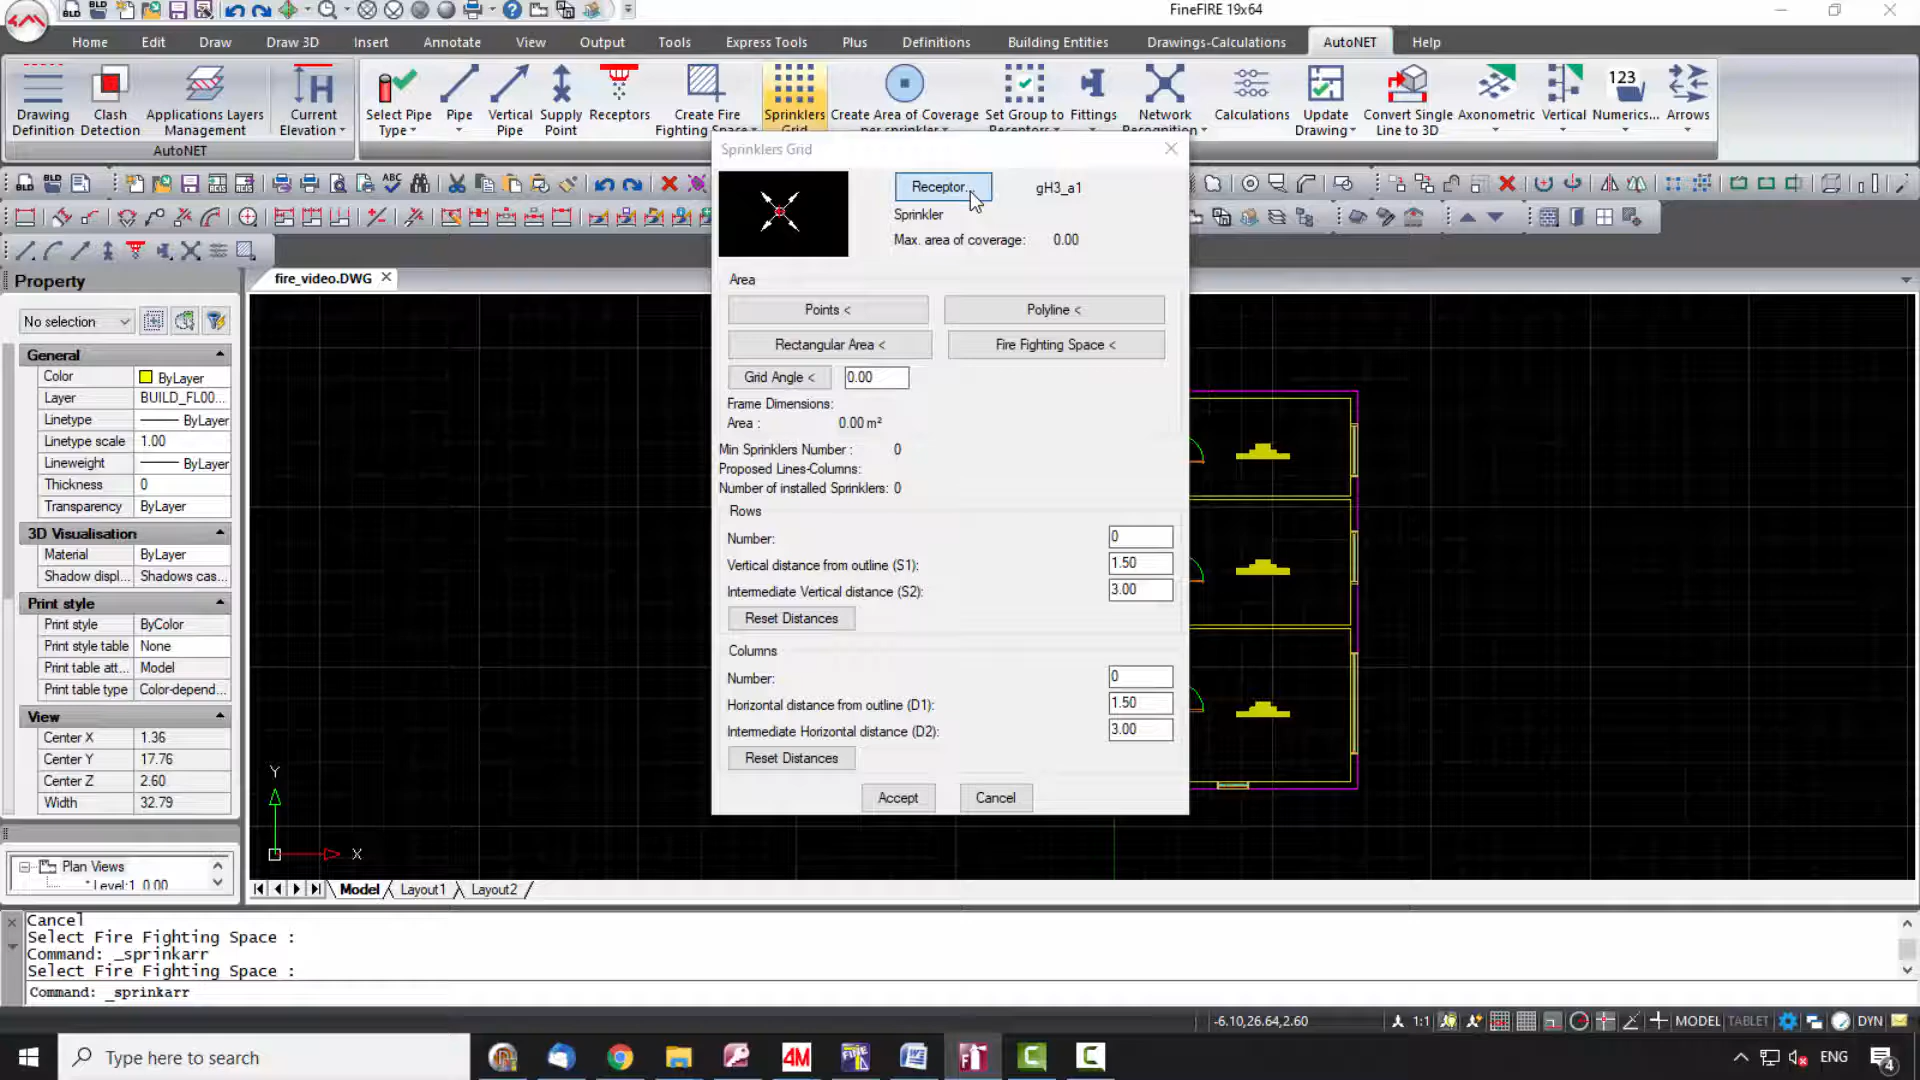 FineFIRE 19x64
Home Edit Draw Draw 3D Insert Annotate View Output Tools Express Tools Plus Definitions Building Entities Drawings-Calculations AutoNET Help
Drawing Definition
Clash Detection
Applications Layers Management
Current Elevation
AutoNET
Select Pipe Type
Pipe
Vertical Pipe
Supply Point
Receptors
Create Fire Fighting Space
Sprinklers Grid
Create Area of Coverage per sprinkler
Set Group to Receptors
Fittings
Network Recognition
Calculations
Update Drawing
Convert Single Line to 3D
Axonometric
Vertical
123
Numerics...
Arrows
BLD BLD
ABC
Property
No selection
General
Color ByLayer
Layer BUILD_FL00...
Linetype ByLayer
Linetype scale 1.00
Lineweight ByLayer
Thickness 0
Transparency ByLayer
3D Visualisation
Material ByLayer
Shadow displ... Shadows cas...
Print style
Print style ByColor
Print style table None
Print table att... Model
Print table type Color-depend...
View
Center X 1.36
Center Y 17.76
Center Z 2.60
Width 32.79
Plan Views
* Level:1 0.00
fire_video.DWG
Sprinklers Grid
Receptor... gH3_a1
Sprinkler
Max. area of coverage: 0.00
Area
Points < Polyline <
Rectangular Area < Fire Fighting Space <
Grid Angle < 0.00
Frame Dimensions:
Area : 0.00 m²
Min Sprinklers Number : 0
Proposed Lines-Columns:
Number of installed Sprinklers: 0
Rows
Number: 0
Vertical distance from outline (S1): 1.50
Intermediate Vertical distance (S2): 3.00
Reset Distances
Columns
Number: 0
Horizontal distance from outline (D1): 1.50
Intermediate Horizontal distance (D2): 3.00
Reset Distances
Accept Cancel
Y
X
Model Layout1 Layout2
Cancel
Select Fire Fighting Space :
Command: _sprinkarr
Select Fire Fighting Space :
Command: _sprinkarr
-6.10,26.64,2.60 1:1 MODEL TABLET DYN
Type here to search
4M
FINE
ENG
4